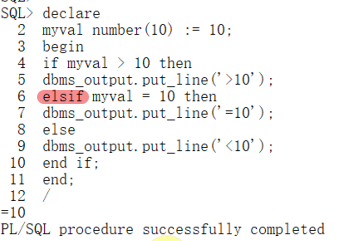 SQL> declare
2 myval number(10) := 10;
3 begin
4 if myval > 10 then
5 dbms_output.put_line('>10');
6 elsif myval = 10 then
7 dbms_output.put_line('=10');
8 else
9 dbms_output.put_line('<10');
10 end if;
11 end;
12 /
=10
PL/SQL procedure successfully completed